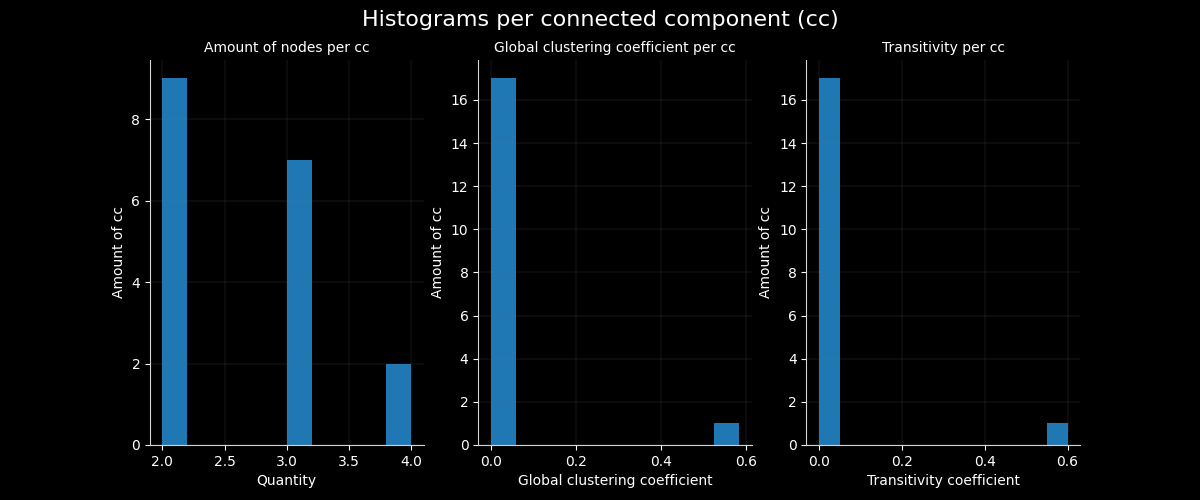 Histograms per connected component (cc)
Amount of nodes per cc
Global clustering coefficient per cc
Transitivity per cc
Amount of cc
8
6
4
2
0
2.0 2.5 3.0 3.5 4.0
Quantity
Amount of cc
16
14
12
10
8
6
4
2
0
0.0 0.2 0.4 0.6
Global clustering coefficient
Amount of cc
16
14
12
10
8
6
4
2
0
0.0 0.2 0.4 0.6
Transitivity coefficient